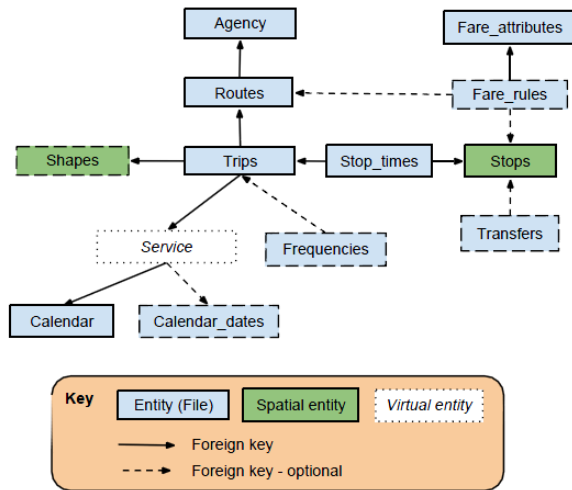 Agency
Fare_attributes
Routes
Fare_rules
Shapes
Trips
Stop_times
Stops
Service
Frequencies
Transfers
Calendar
Calendar_dates
Key
Entity (File)
Spatial entity
Virtual entity
Foreign key
Foreign key - optional